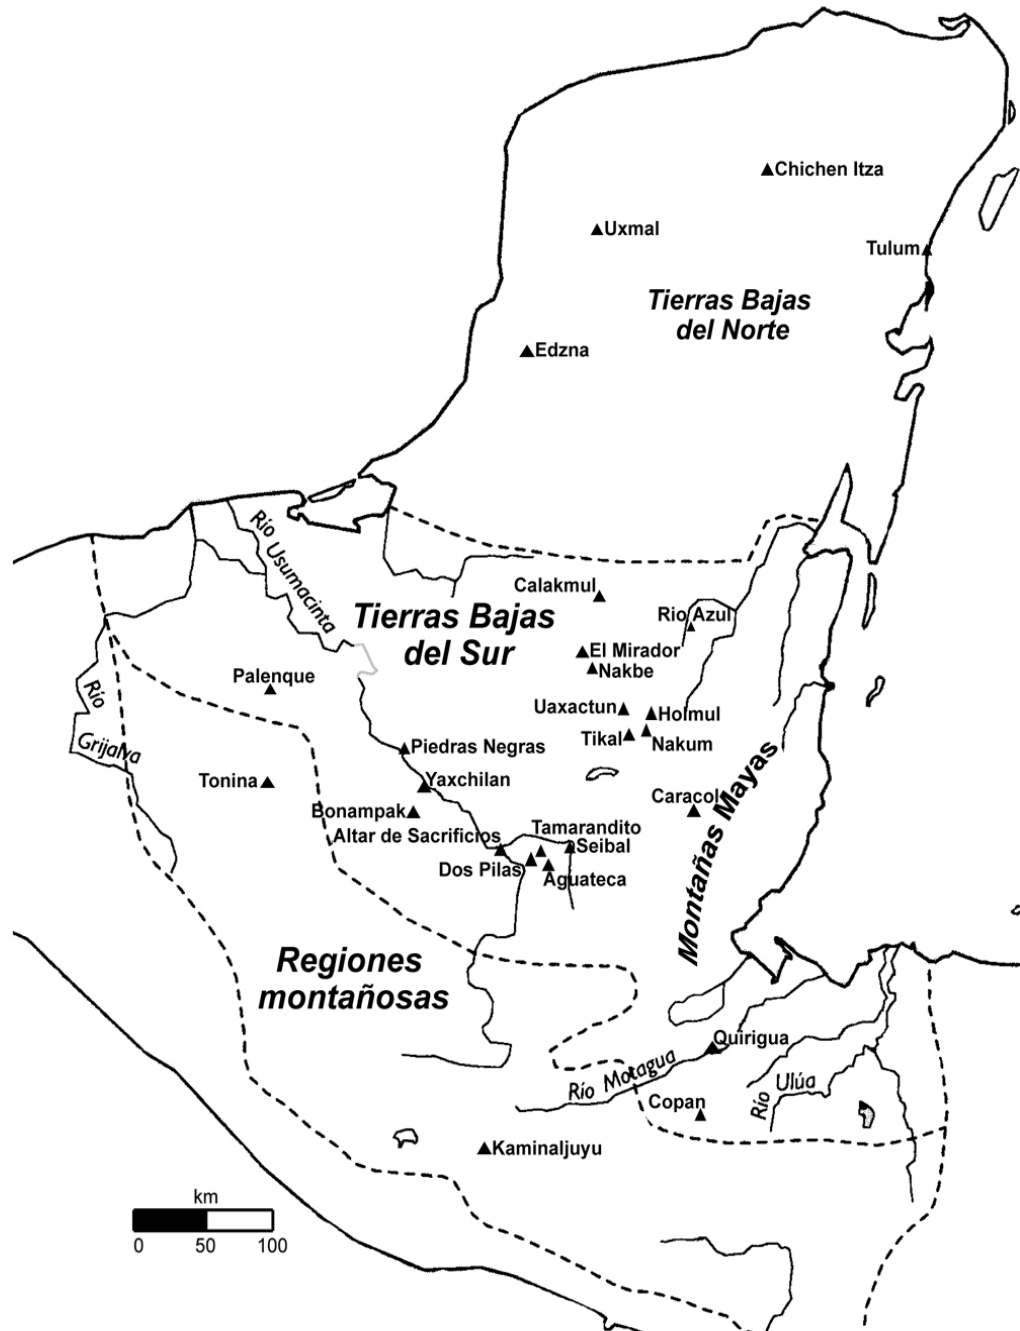 Chichen Itza
Uxmal
Tulum
Tierras Bajas
del Norte
Edzna
Río Usumacinta
Calakmul
Tierras Bajas
del Sur
Rio Azul
El Mirador
Nakbe
Palenque
Río
Grijalva
Uaxactun
Holmul
Tikal
Nakum
Piedras Negras
Tonina
Yaxchilan
Caracol
Montañas Mayas
Bonampak
Altar de Sacrificios
Tamarandito
Seibal
Dos Pilas
Aguateca
Regiones
montañosas
Quirigua
Río Motagua
Copan
Río Ulúa
Kaminaljuyu
km
0 50 100